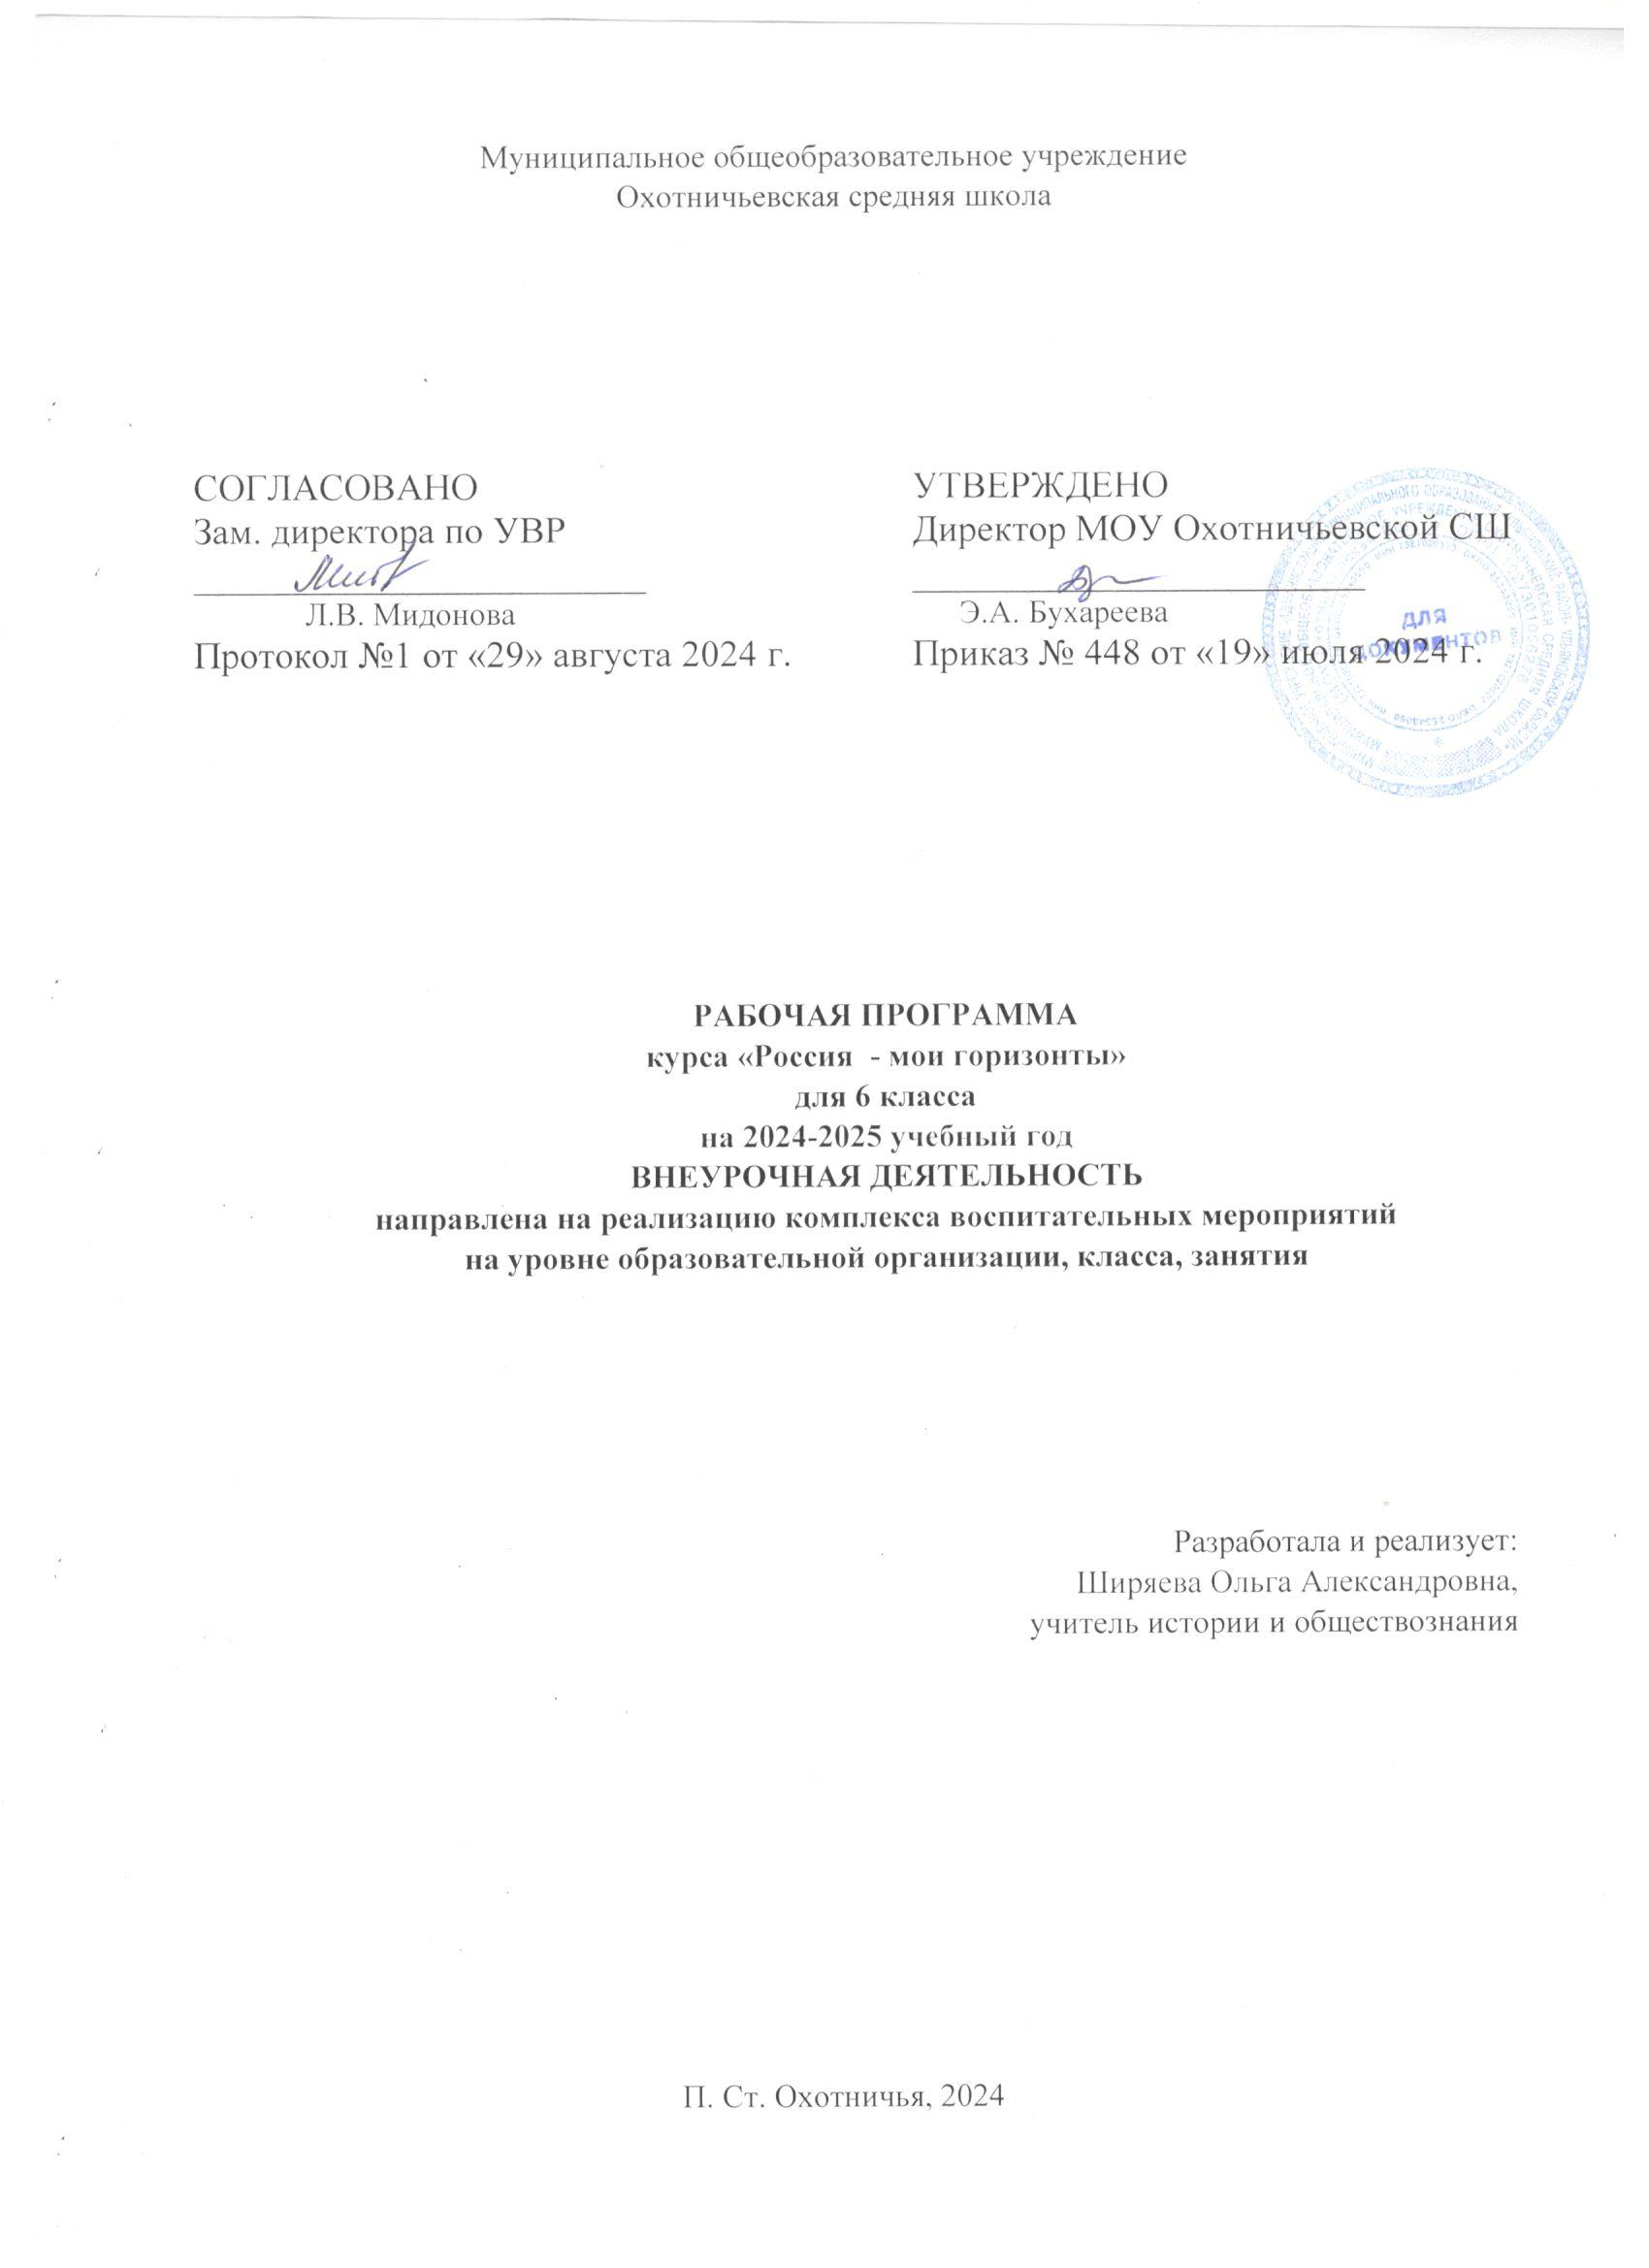 Муниципальное общеобразовательное учреждение
Охотничьевская средняя школа
СОГЛАСОВАНО
Зам. директора по УВР
Л.В. Мидонова
Протокол №1 от «29» августа 2024 г.
УТВЕРЖДЕНО
Директор МОУ Охотничьевской СШ
Э.А. Бухареева
Приказ № 448 от «19» июля 2024 г.
ДЛЯ
ДОКУМЕНТОВ
РАБОЧАЯ ПРОГРАММА
курса «Россия - мои горизонты»
для 6 класса
на 2024-2025 учебный год
ВНЕУРОЧНАЯ ДЕЯТЕЛЬНОСТЬ
направлена на реализацию комплекса воспитательных мероприятий
на уровне образовательной организации, класса, занятия
Разработала и реализует:
Ширяева Ольга Александровна,
учитель истории и обществознания
П. Ст. Охотничья, 2024